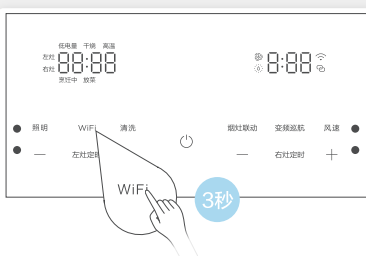 低电量 干烧 高温
左灶 88:88 8:88
右灶
烹饪中 放菜
照明 WiFi 清洗 烟灶联动 变频巡航 风速
— 左灶定时 — 右灶定时 +
WiFi 3秒